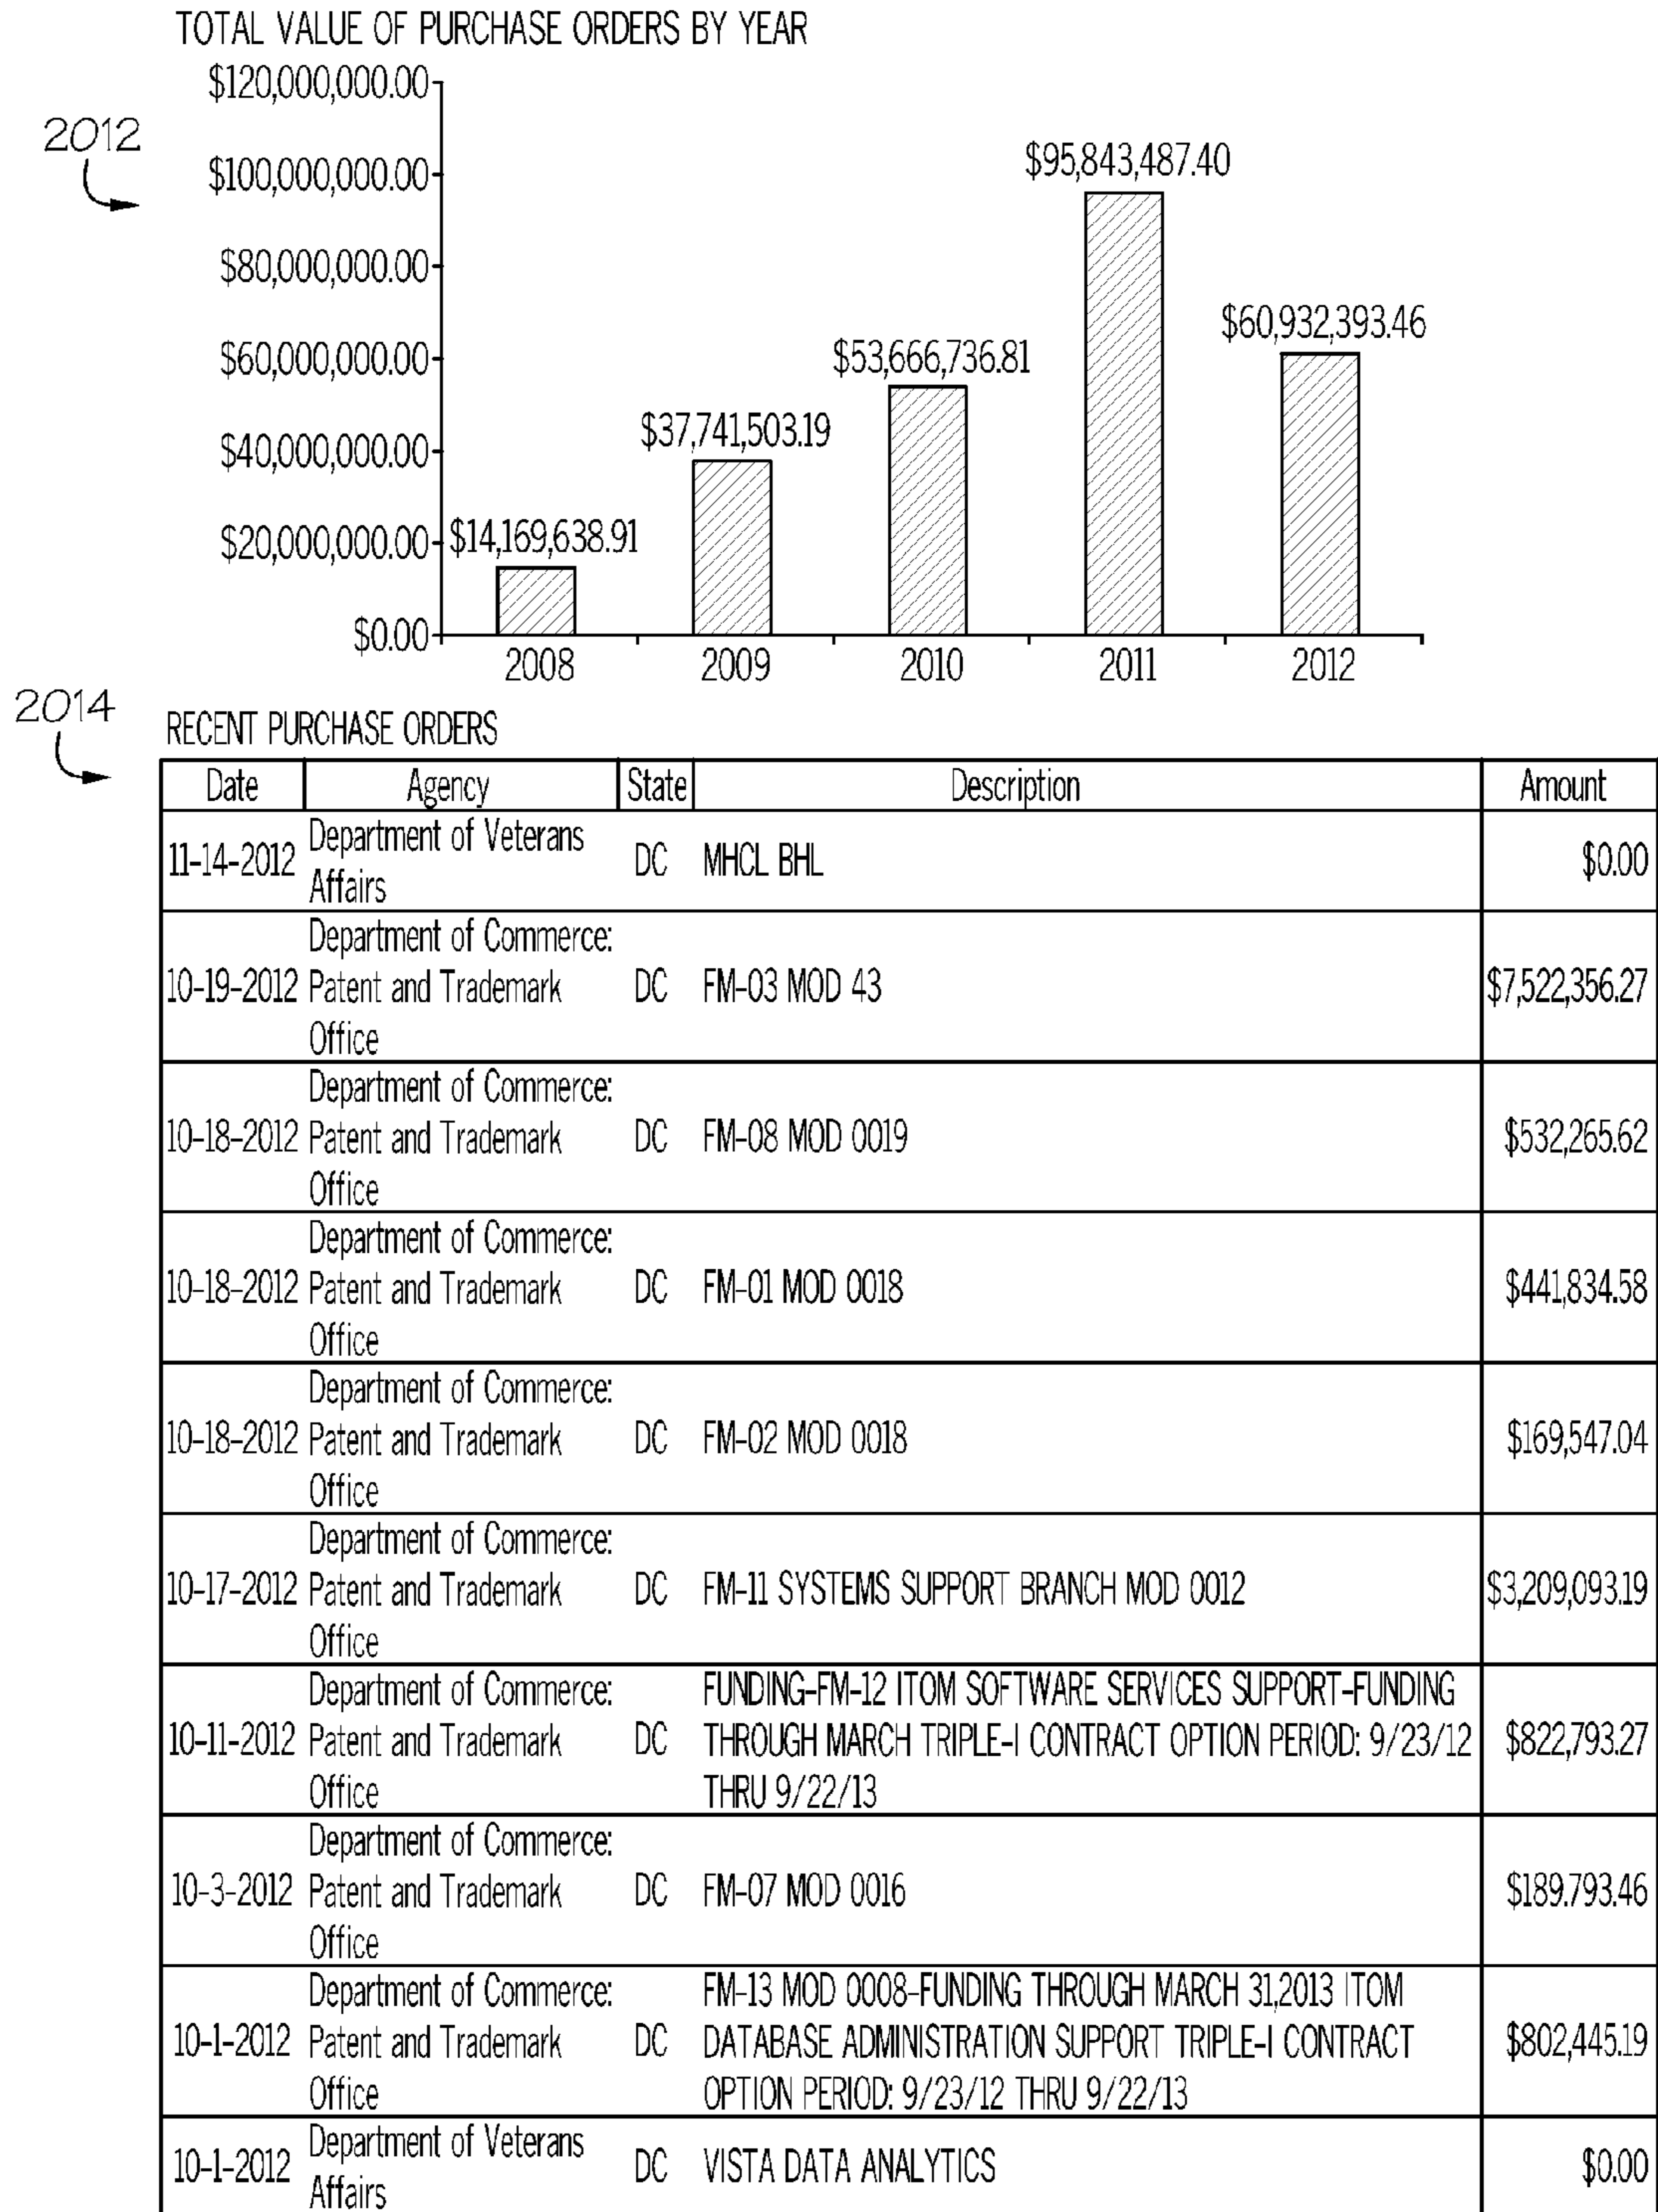 TOTAL VALUE OF PURCHASE ORDERS BY YEAR
2012
$120,000,000.00
$100,000,000.00
$80,000,000.00
$60,000,000.00
$40,000,000.00
$20,000,000.00
$0.00
$14,169,638.91
$37,741,503.19
$53,666,736.81
$95,843,487.40
$60,932,393.46
2008 2009 2010 2011 2012
2014
RECENT PURCHASE ORDERS
Date Agency State Description Amount
11-14-2012 Department of Veterans
Affairs DC MHCL BHL $0.00
Department of Commerce:
10-19-2012 Patent and Trademark DC FM-03 MOD 43 $7,522,356.27
Office
Department of Commerce:
10-18-2012 Patent and Trademark DC FM-08 MOD 0019 $532,265.62
Office
Department of Commerce:
10-18-2012 Patent and Trademark DC FM-01 MOD 0018 $441,834.58
Office
Department of Commerce:
10-18-2012 Patent and Trademark DC FM-02 MOD 0018 $169,547.04
Office
Department of Commerce:
10-17-2012 Patent and Trademark DC FM-11 SYSTEMS SUPPORT BRANCH MOD 0012 $3,209,093.19
Office
Department of Commerce: FUNDING-FM-12 ITOM SOFTWARE SERVICES SUPPORT-FUNDING
10-11-2012 Patent and Trademark DC THROUGH MARCH TRIPLE-I CONTRACT OPTION PERIOD: 9/23/12 $822,793.27
Office THRU 9/22/13
Department of Commerce:
10-3-2012 Patent and Trademark DC FM-07 MOD 0016 $189.793.46
Office
Department of Commerce: FM-13 MOD 0008-FUNDING THROUGH MARCH 31,2013 ITOM
10-1-2012 Patent and Trademark DC DATABASE ADMINISTRATION SUPPORT TRIPLE-I CONTRACT $802,445.19
Office OPTION PERIOD: 9/23/12 THRU 9/22/13
10-1-2012 Department of Veterans
Affairs DC VISTA DATA ANALYTICS $0.00